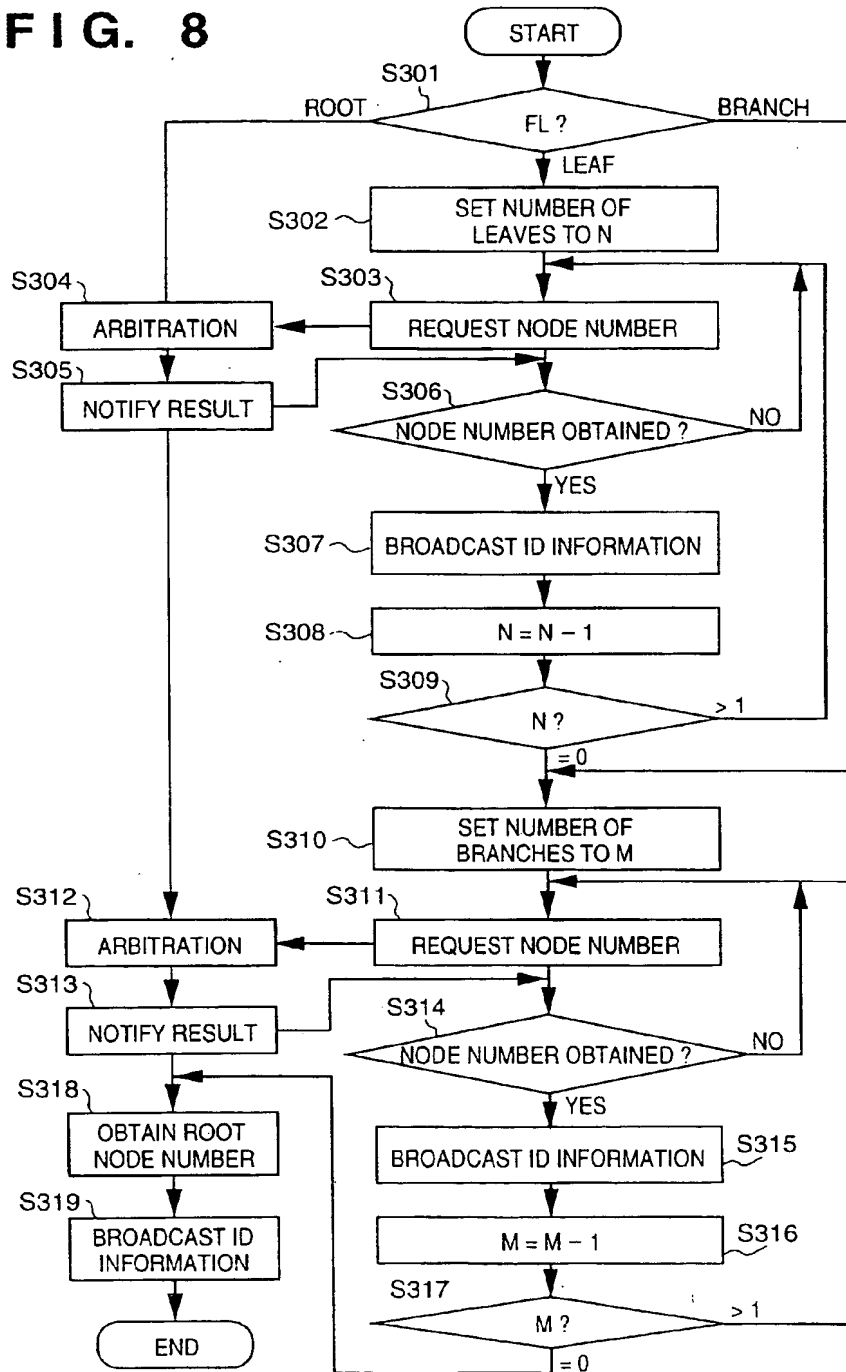 FIG. 8
START
S301
ROOT
FL ?
BRANCH
LEAF
S302
SET NUMBER OF
LEAVES TO N
S304
ARBITRATION
S303
REQUEST NODE NUMBER
S305
NOTIFY RESULT
S306
NODE NUMBER OBTAINED ?
NO
YES
S307
BROADCAST ID INFORMATION
S308
N = N - 1
S309
N ?
> 1
= 0
S310
SET NUMBER OF
BRANCHES TO M
S312
ARBITRATION
S311
REQUEST NODE NUMBER
S313
NOTIFY RESULT
S314
NODE NUMBER OBTAINED ?
NO
YES
S318
OBTAIN ROOT
NODE NUMBER
BROADCAST ID INFORMATION
S315
S319
BROADCAST ID
INFORMATION
M = M - 1
S316
S317
M ?
> 1
= 0
END